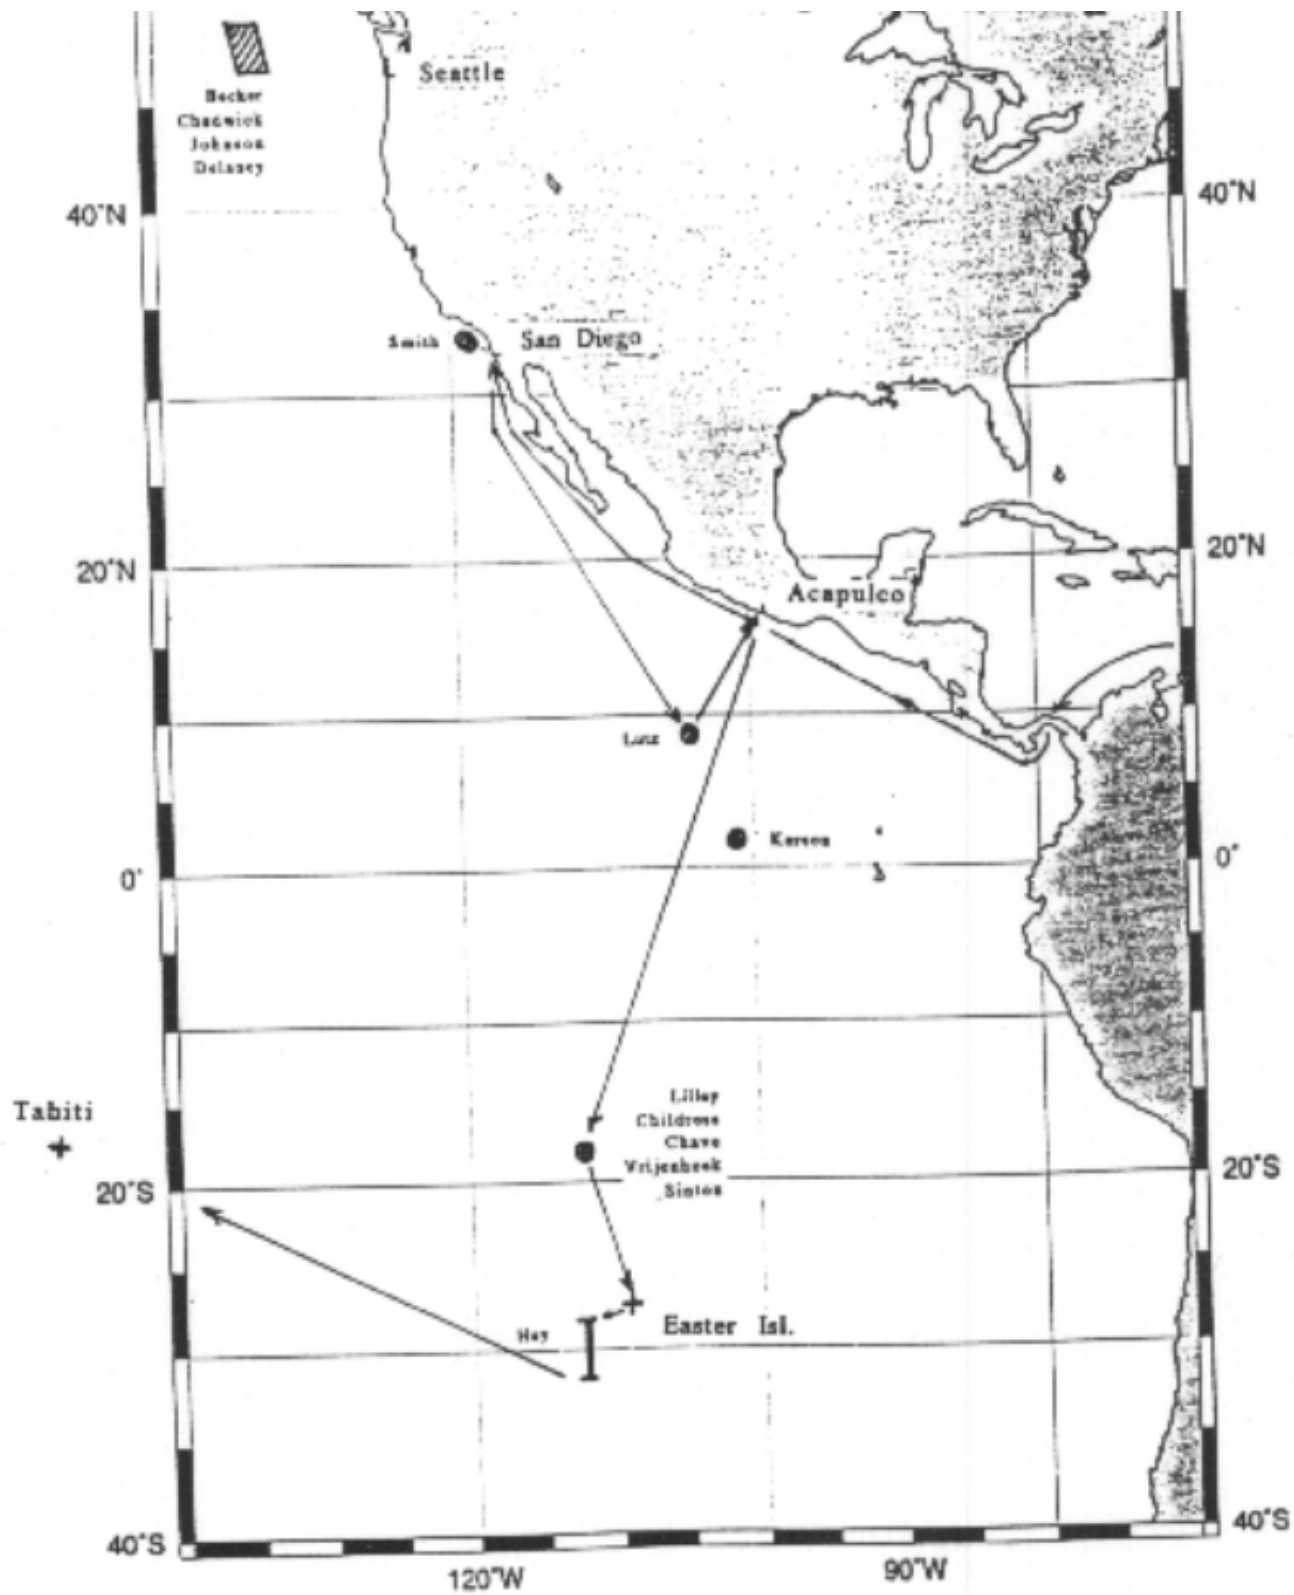 Seattle
Becker
Chadwick
Johnson
Delaney
40°N
40°N
Smith
San Diego
20°N
20°N
Acapulco
Lutz
Karson
0°
0°
Lilley
Childress
Chave
Vrijenhoek
Sinton
Tahiti
20°S
20°S
Hey
Easter Isl.
40°S
40°S
120°W
90°W